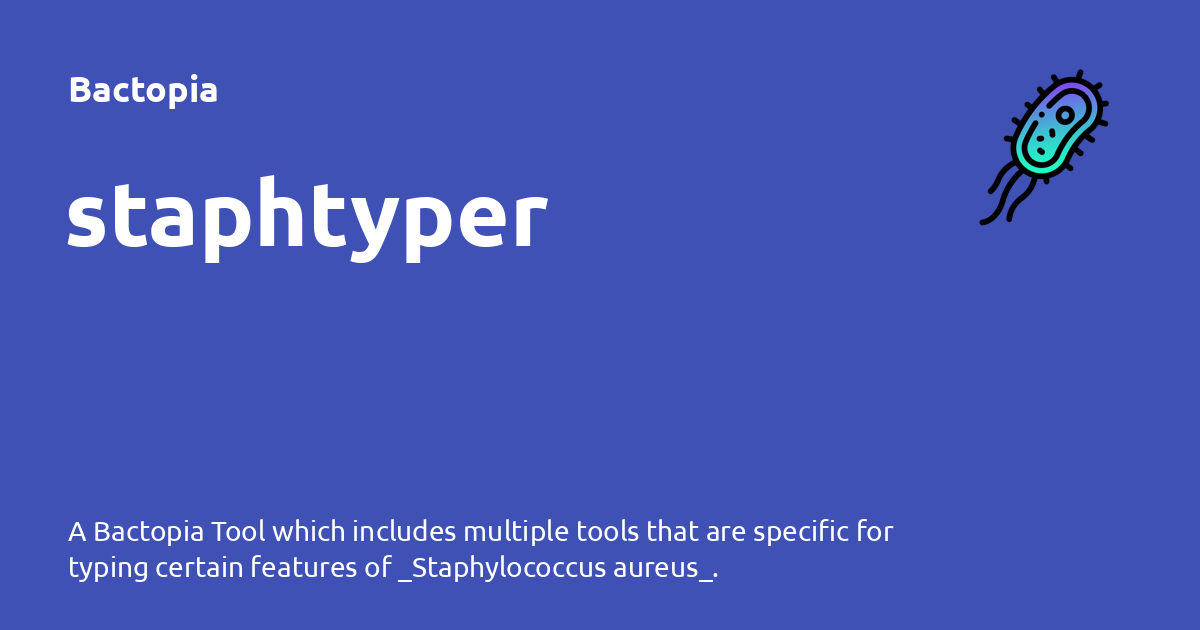 Bactopia
staphtyper
A Bactopia Tool which includes multiple tools that are specific for
typing certain features of _Staphylococcus aureus_.